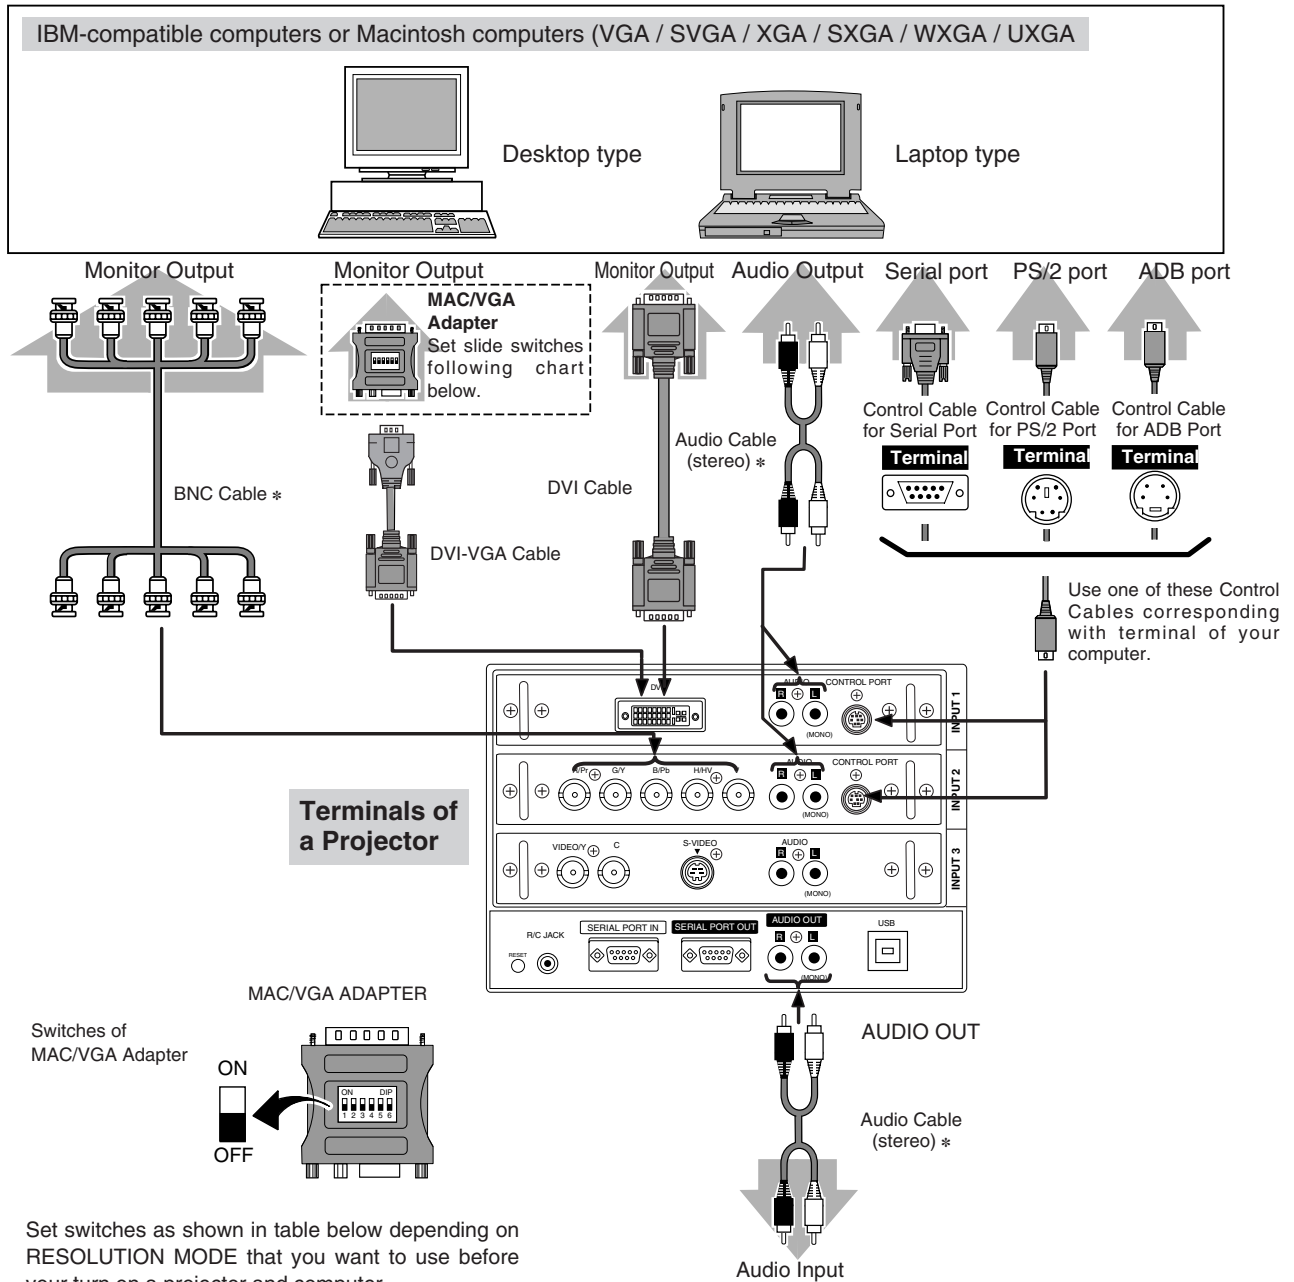 IBM-compatible computers or Macintosh computers (VGA / SVGA / XGA / SXGA / WXGA / UXGA
Desktop type
Laptop type
Monitor Output
Monitor Output
Monitor Output
Audio Output
Serial port
PS/2 port
ADB port
MAC/VGA
Adapter
Set slide switches
following chart
below.
Control Cable
for Serial Port
Control Cable
for PS/2 Port
Control Cable
for ADB Port
Terminal
Terminal
Terminal
Audio Cable
(stereo) *
BNC Cable *
DVI Cable
DVI-VGA Cable
Use one of these Control
Cables corresponding
with terminal of your
computer.
AUDIO
CONTROL PORT
R L
(MONO)
INPUT 1
R/Pr G/Y B/Pb H/HV
AUDIO
CONTROL PORT
R L
(MONO)
INPUT 2
Terminals of
a Projector
VIDEO/Y C
S-VIDEO
AUDIO
R L
(MONO)
INPUT 3
RESET
R/C JACK
SERIAL PORT IN
SERIAL PORT OUT
AUDIO OUT
R L
(MONO)
USB
MAC/VGA ADAPTER
Switches of
MAC/VGA Adapter
ON
OFF
ON DIP
1 2 3 4 5 6
AUDIO OUT
Audio Cable
(stereo) *
Audio Input
Set switches as shown in table below depending on
RESOLUTION MODE that you want to use before
your turn on a projector and computer.